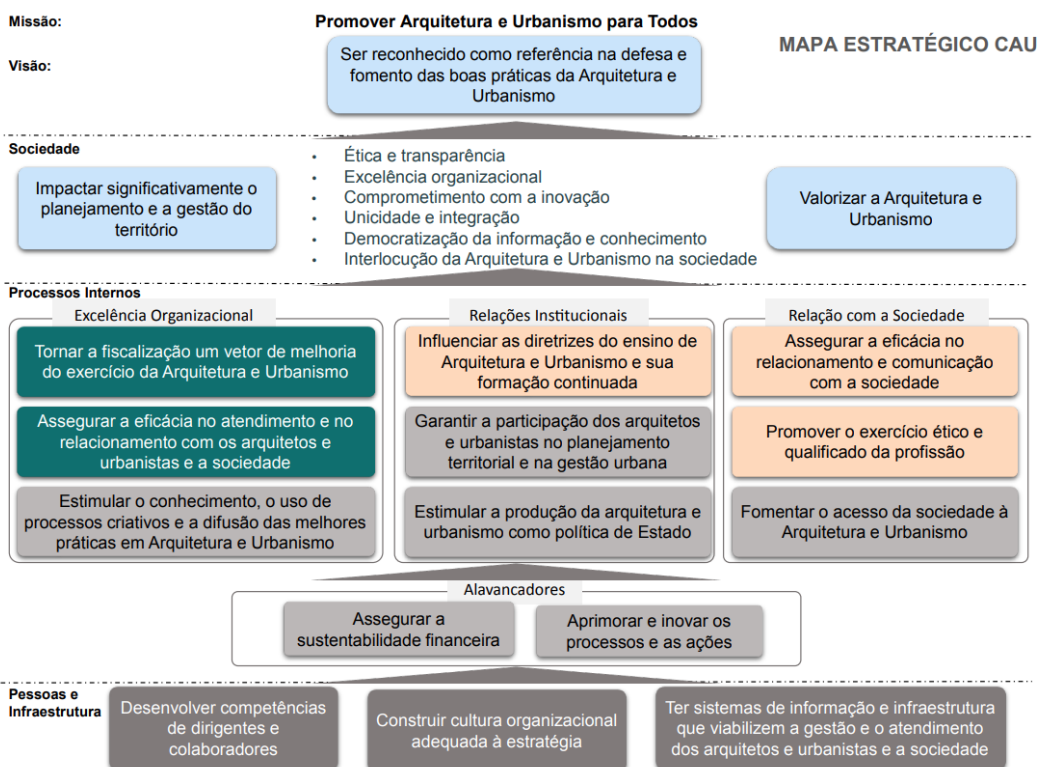 Missão:
Promover Arquitetura e Urbanismo para Todos
MAPA ESTRATÉGICO CAU
Visão:
Ser reconhecido como referência na defesa e
fomento das boas práticas da Arquitetura e
Urbanismo
Sociedade
Impactar significativamente o
planejamento e a gestão do
território
• Ética e transparência
• Excelência organizacional
• Comprometimento com a inovação
• Unicidade e integração
• Democratização da informação e conhecimento
• Interlocução da Arquitetura e Urbanismo na sociedade
Valorizar a Arquitetura e
Urbanismo
Processos Internos
Excelência Organizacional
Tornar a fiscalização um vetor de melhoria
do exercício da Arquitetura e Urbanismo
Assegurar a eficácia no atendimento e no
relacionamento com os arquitetos e
urbanistas e a sociedade
Estimular o conhecimento, o uso de
processos criativos e a difusão das melhores
práticas em Arquitetura e Urbanismo
Relações Institucionais
Influenciar as diretrizes do ensino de
Arquitetura e Urbanismo e sua
formação continuada
Garantir a participação dos arquitetos
e urbanistas no planejamento
territorial e na gestão urbana
Estimular a produção da arquitetura e
urbanismo como política de Estado
Relação com a Sociedade
Assegurar a eficácia no
relacionamento e comunicação
com a sociedade
Promover o exercício ético e
qualificado da profissão
Fomentar o acesso da sociedade à
Arquitetura e Urbanismo
Alavancadores
Assegurar a
sustentabilidade financeira
Aprimorar e inovar os
processos e as ações
Pessoas e
Infraestrutura
Desenvolver competências
de dirigentes e
colaboradores
Construir cultura organizacional
adequada à estratégia
Ter sistemas de informação e infraestrutura
que viabilizem a gestão e o atendimento
dos arquitetos e urbanistas e a sociedade